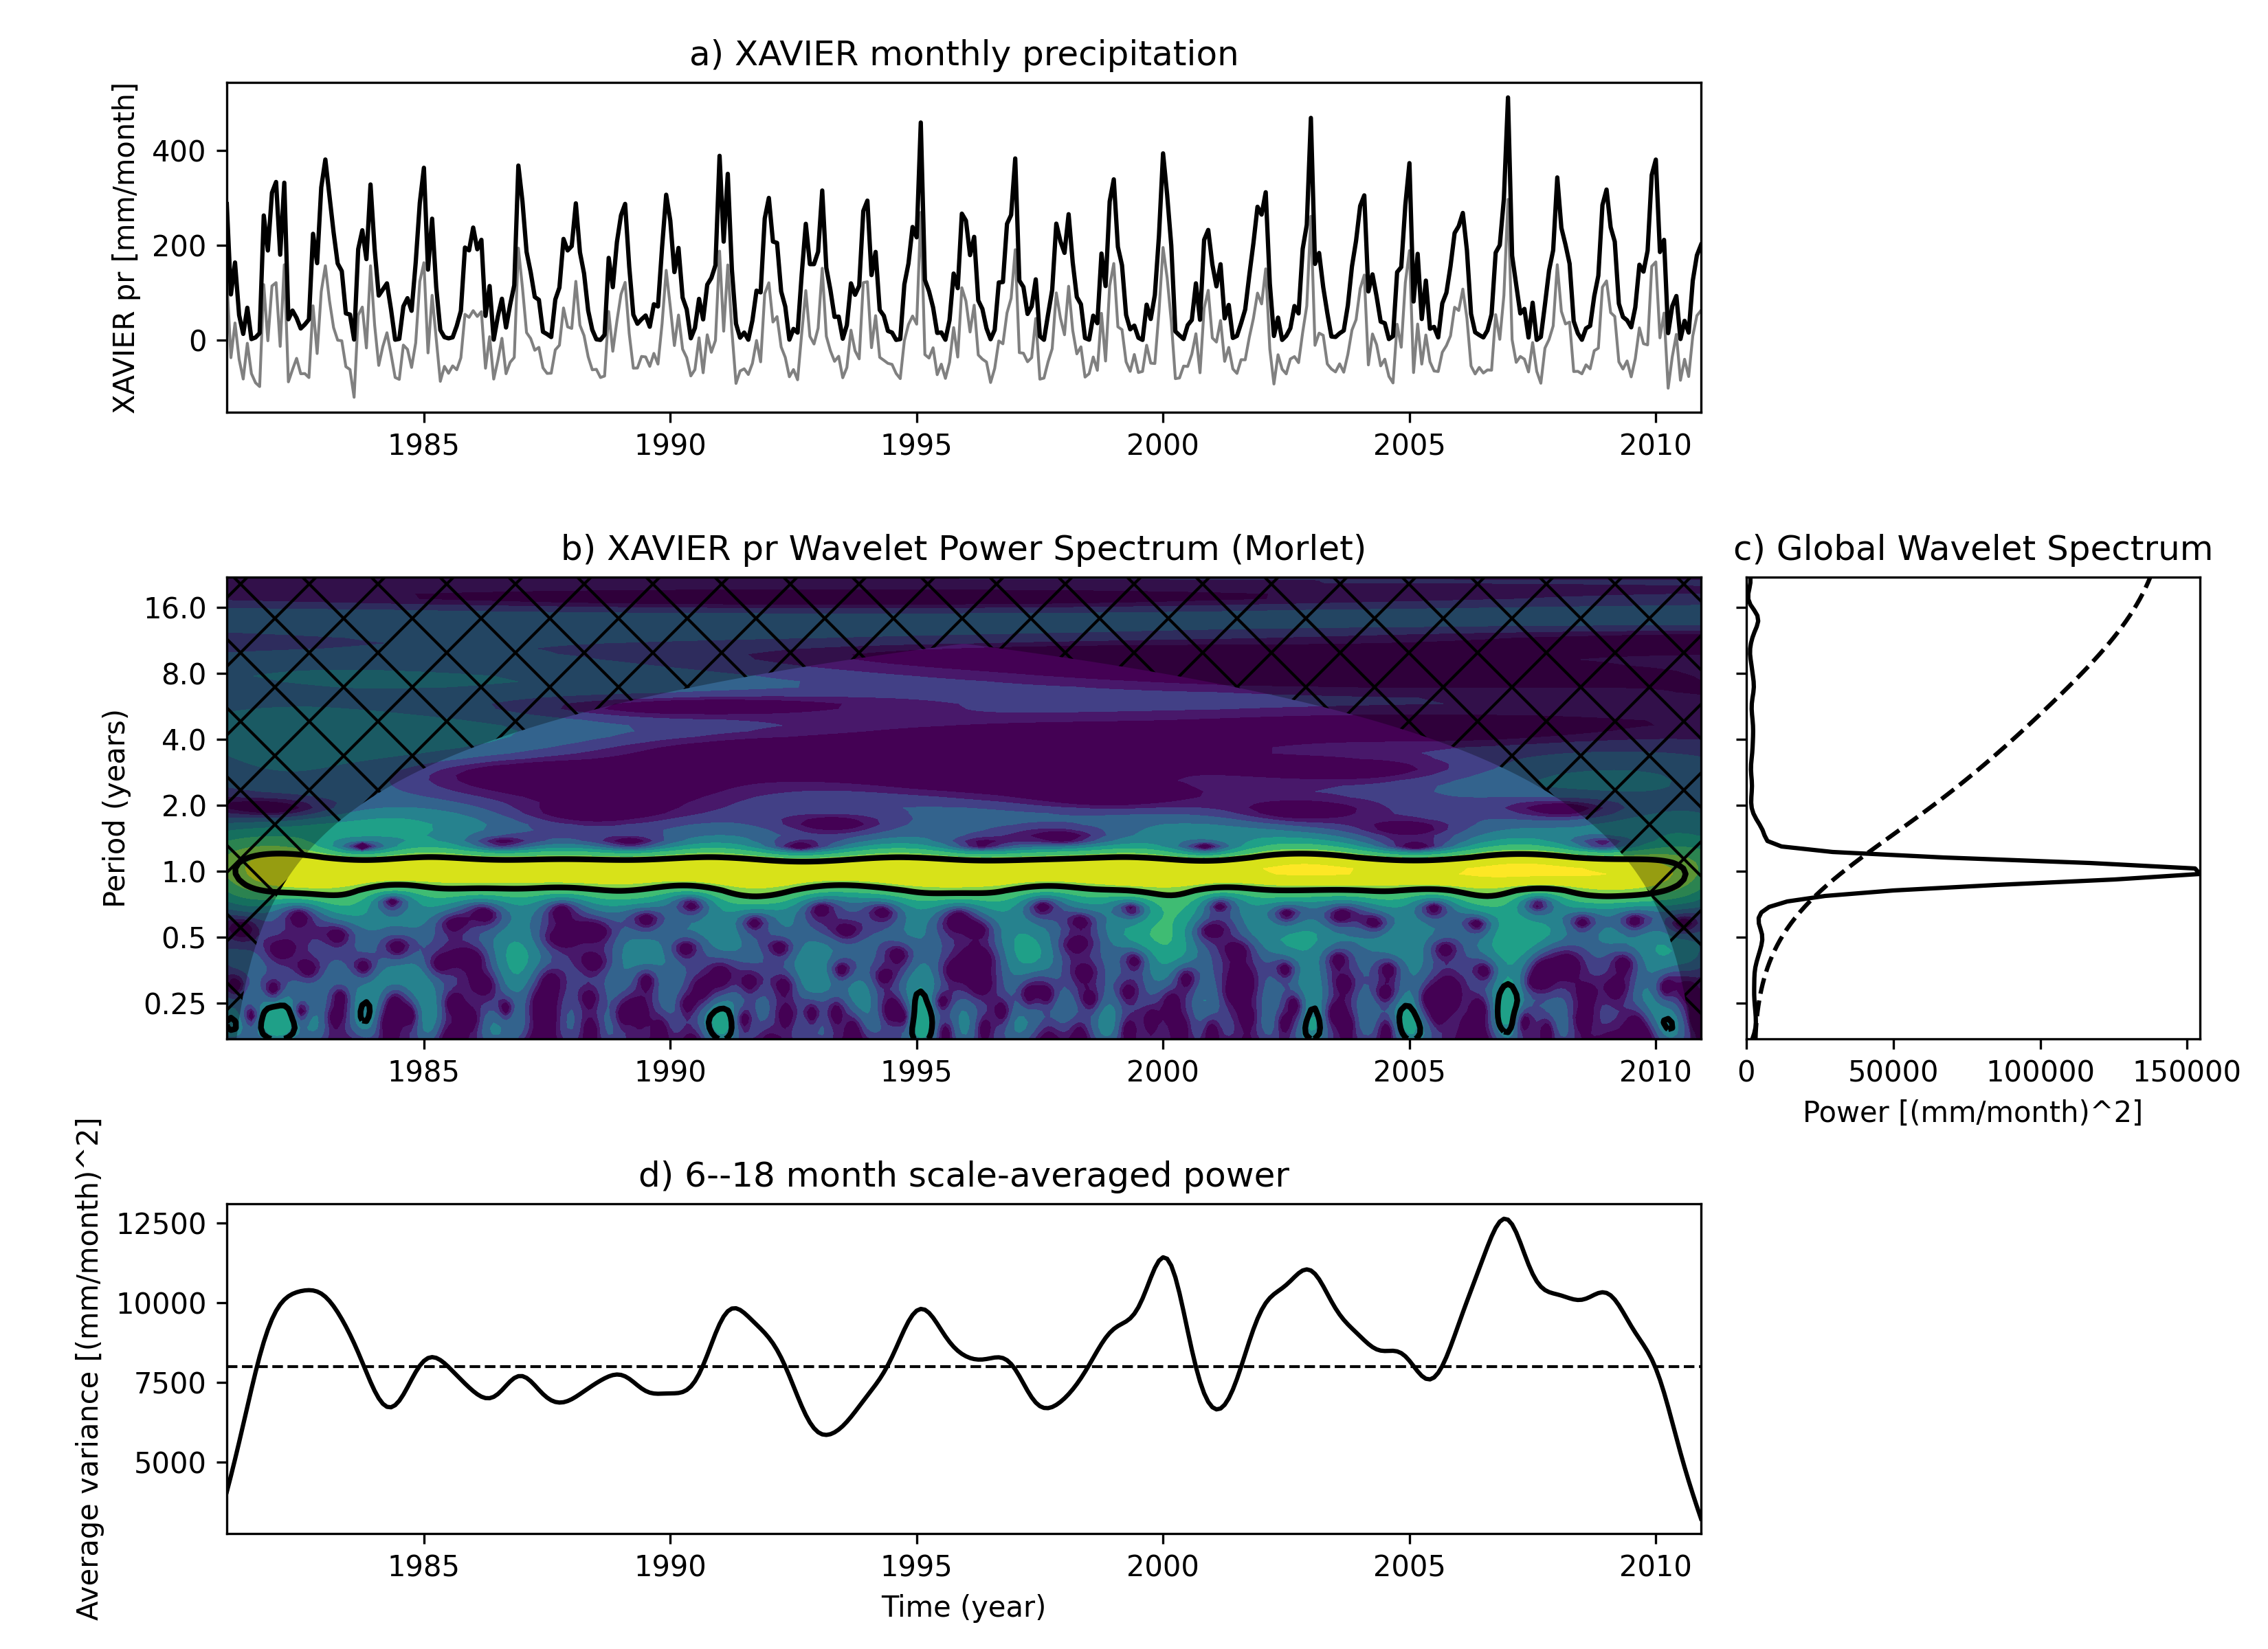 a) XAVIER monthly precipitation
XAVIER pr [mm/month]
400
200
0
1985 1990 1995 2000 2005 2010
b) XAVIER pr Wavelet Power Spectrum (Morlet)
Period (years)
16.0
8.0
4.0
2.0
1.0
0.5
0.25
1985 1990 1995 2000 2005 2010
c) Global Wavelet Spectrum
0 50000 100000 150000
Power [(mm/month)^2]
d) 6--18 month scale-averaged power
Average variance [(mm/month)^2]
12500
10000
7500
5000
1985 1990 1995 2000 2005 2010
Time (year)